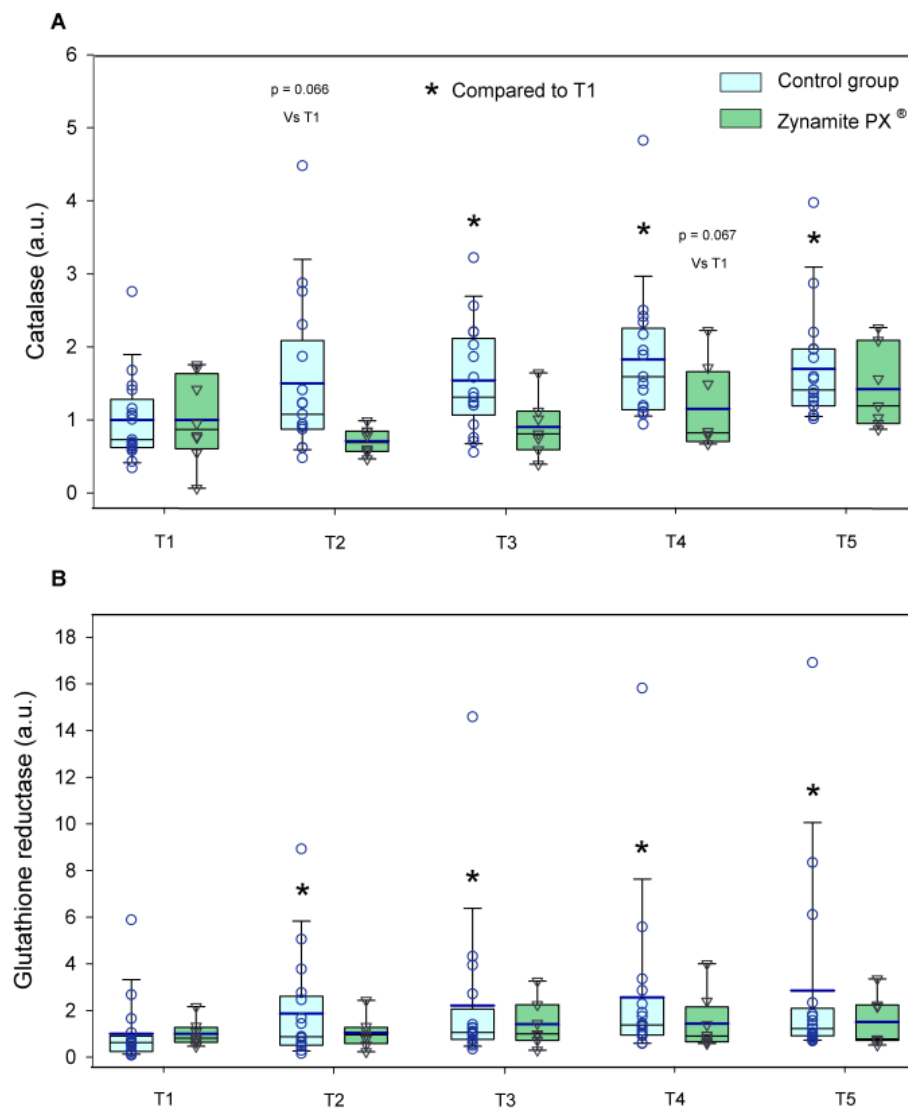 A
6
5
4
3
2
1
0
Catalase (a.u.)
p = 0.066
Vs T1
* Compared to T1
Control group
Zynamite PX ®
*
*
p = 0.067
Vs T1
*
T1 T2 T3 T4 T5
B
18
16
14
12
10
8
6
4
2
0
Glutathione reductase (a.u.)
*
*
*
*
T1 T2 T3 T4 T5